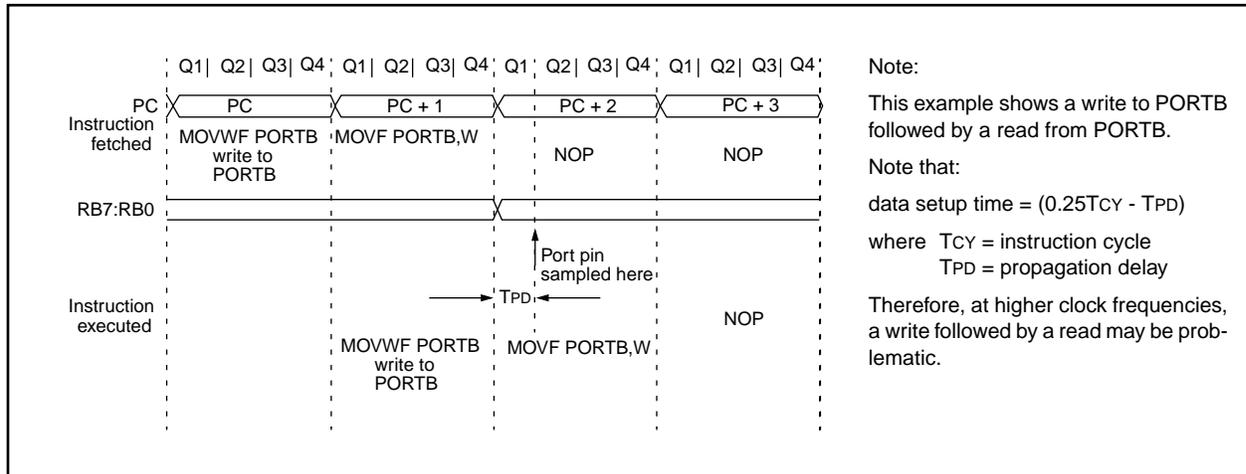 Q1| Q2| Q3| Q4 Q1| Q2| Q3| Q4 Q1| Q2| Q3| Q4 Q1| Q2| Q3| Q4
PC PC PC + 1 PC + 2 PC + 3
Instruction
fetched
MOVWF PORTB
write to
PORTB
MOVF PORTB,W
NOP
NOP
RB7:RB0
Port pin
sampled here
TPD
Instruction
executed
MOVWF PORTB
write to
PORTB
MOVF PORTB,W
NOP
Note:
This example shows a write to PORTB
followed by a read from PORTB.
Note that:
data setup time = (0.25TCY - TPD)
where TCY = instruction cycle
TPD = propagation delay
Therefore, at higher clock frequencies,
a write followed by a read may be prob-
lematic.